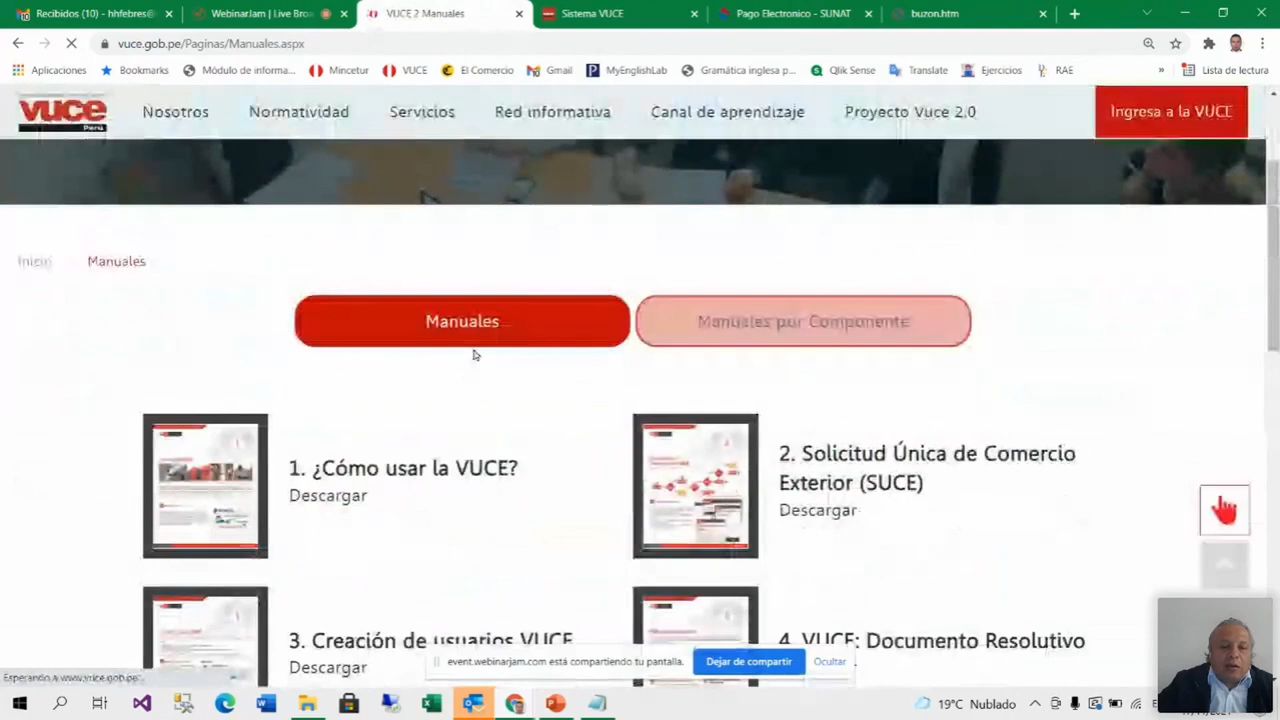 Recibidos (10) - hhfebres@
WebinarJam | Live Bro
VUCE 2 Manuales
Sistema VUCE
Pago Electronico - SUNAT
buzon.htm
vuce.gob.pe/Paginas/Manuales.aspx
Aplicaciones
Bookmarks
Módulo de informa...
Mincetur
VUCE
El Comercio
Gmail
MyEnglishLab
Gramática inglesa p...
Qlik Sense
Translate
Ejercicios
RAE
»
Lista de lectura
vuce
Perú
Nosotros
Normatividad
Servicios
Red informativa
Canal de aprendizaje
Proyecto Vuce 2.0
Ingresa a la VUCE
Inicio
Manuales
Manuales
Manuales por Componente
1. ¿Cómo usar la VUCE?
Descargar
2. Solicitud Única de Comercio
Exterior (SUCE)
Descargar
3. Creación de usuarios VUCE
Descargar
4. VUCE: Documento Resolutivo
event.webinarjam.com está compartiendo tu pantalla.
Dejar de compartir
Ocultar
Esperando a www.vuce.gob.pe...
19°C Nublado